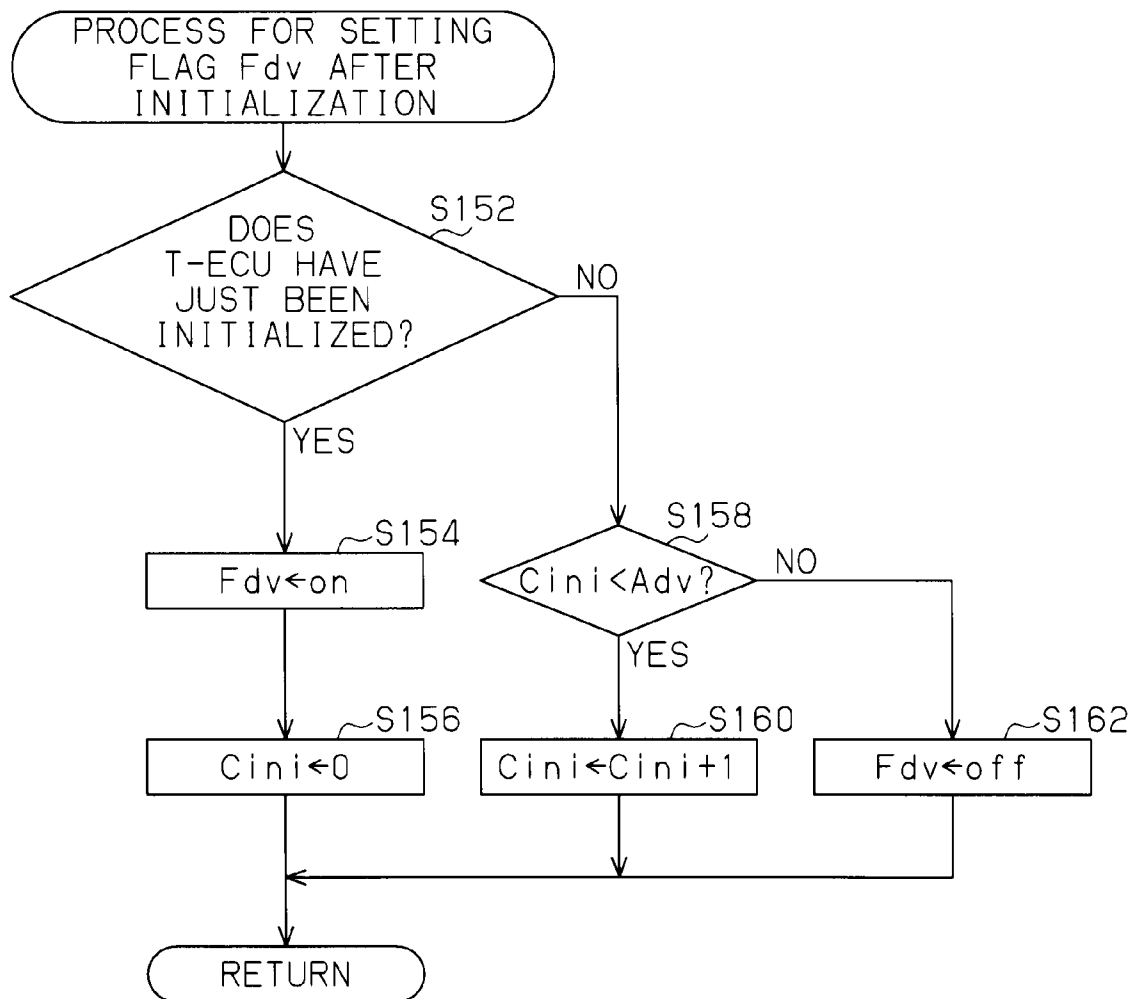 PROCESS FOR SETTING
FLAG Fdv AFTER
INITIALIZATION
S152
DOES
T-ECU HAVE
JUST BEEN
INITIALIZED?
NO
YES
S154
Fdv←on
S158
Cini<Adv?
NO
YES
S156
Cini←0
S160
Cini←Cini+1
S162
Fdv←off
RETURN